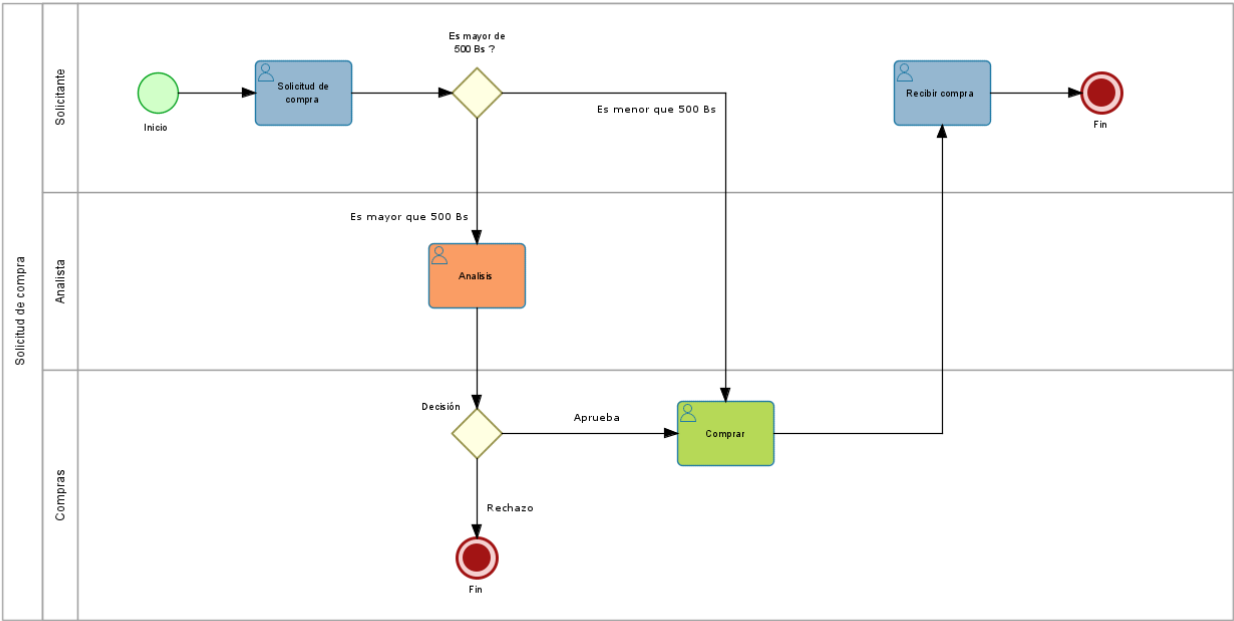 Solicitud de compra
Solicitante
Inicio
Solicitud de
compra
Es mayor de
500 Bs ?
Es menor que 500 Bs
Recibir compra
Fin
Analista
Es mayor que 500 Bs
Analisis
Compras
Decisión
Aprueba
Comprar
Rechazo
Fin